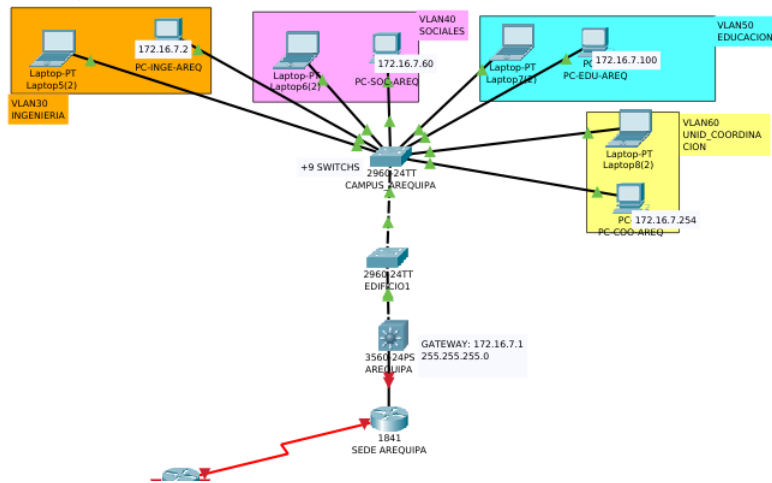 VLAN40
SOCIALES
VLAN50
EDUCACION
172.16.7.2
Laptop-PT
Laptop5(2)
PC-INGE-AREQ
VLAN30
INGENIERIA
172.16.7.60
Laptop-PT
Laptop6(2)
PC-SOC-AREQ
172.16.7.100
Laptop-PT
Laptop7(2)
PC-EDU-AREQ
VLAN60
UNID_COORDINA
CION
Laptop-PT
Laptop8(2)
172.16.7.254
PC-COO-AREQ
+9 SWITCHS
2960-24TT
CAMPUS_AREQUIPA
2960-24TT
EDIFICIO1
GATEWAY: 172.16.7.1
255.255.255.0
3560-24PS
AREQUIPA
1841
SEDE AREQUIPA